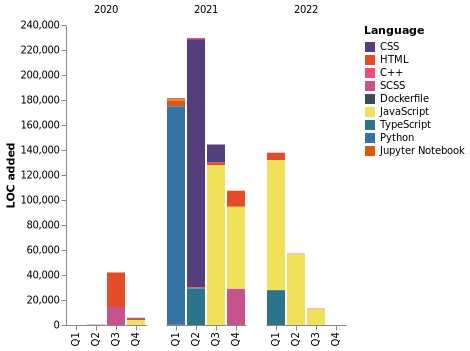 2020 2021 2022
Language
CSS
HTML
C++
SCSS
Dockerfile
JavaScript
TypeScript
Python
Jupyter Notebook
LOC added
240,000
220,000
200,000
180,000
160,000
140,000
120,000
100,000
80,000
60,000
40,000
20,000
0
Q1 Q2 Q3 Q4 Q1 Q2 Q3 Q4 Q1 Q2 Q3 Q4